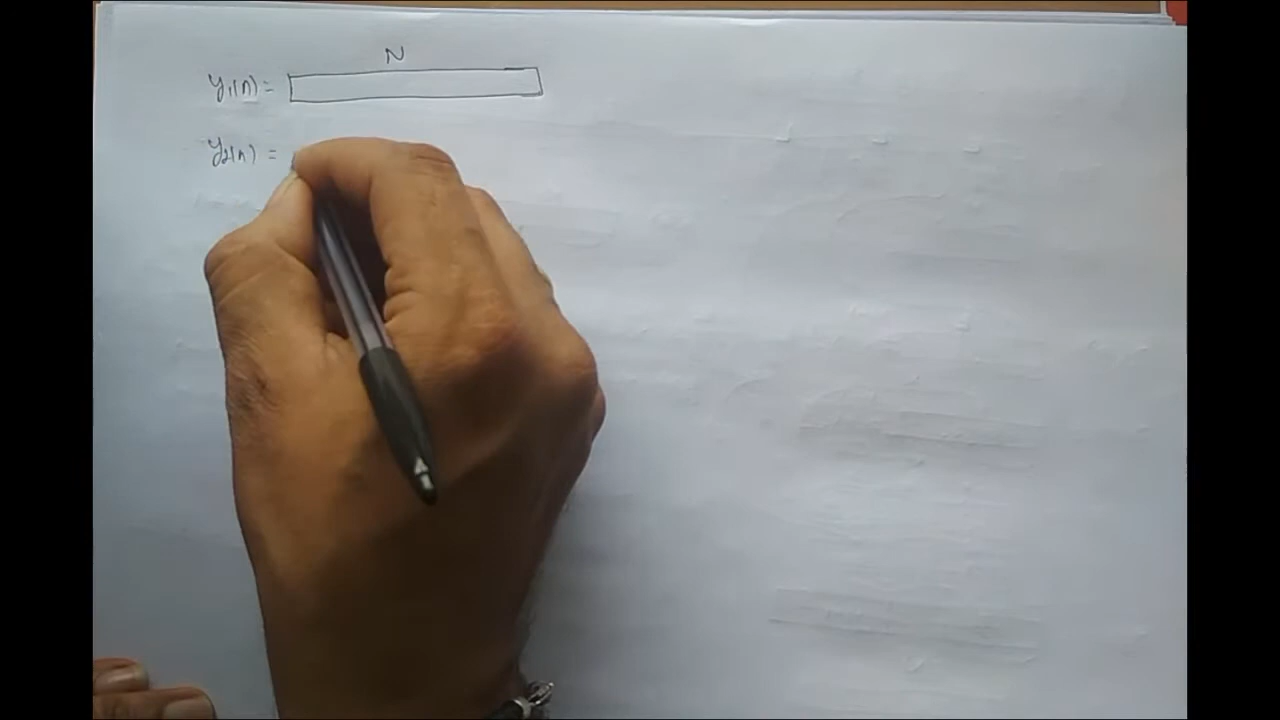 N
y₁(n) =
y₂(n) =